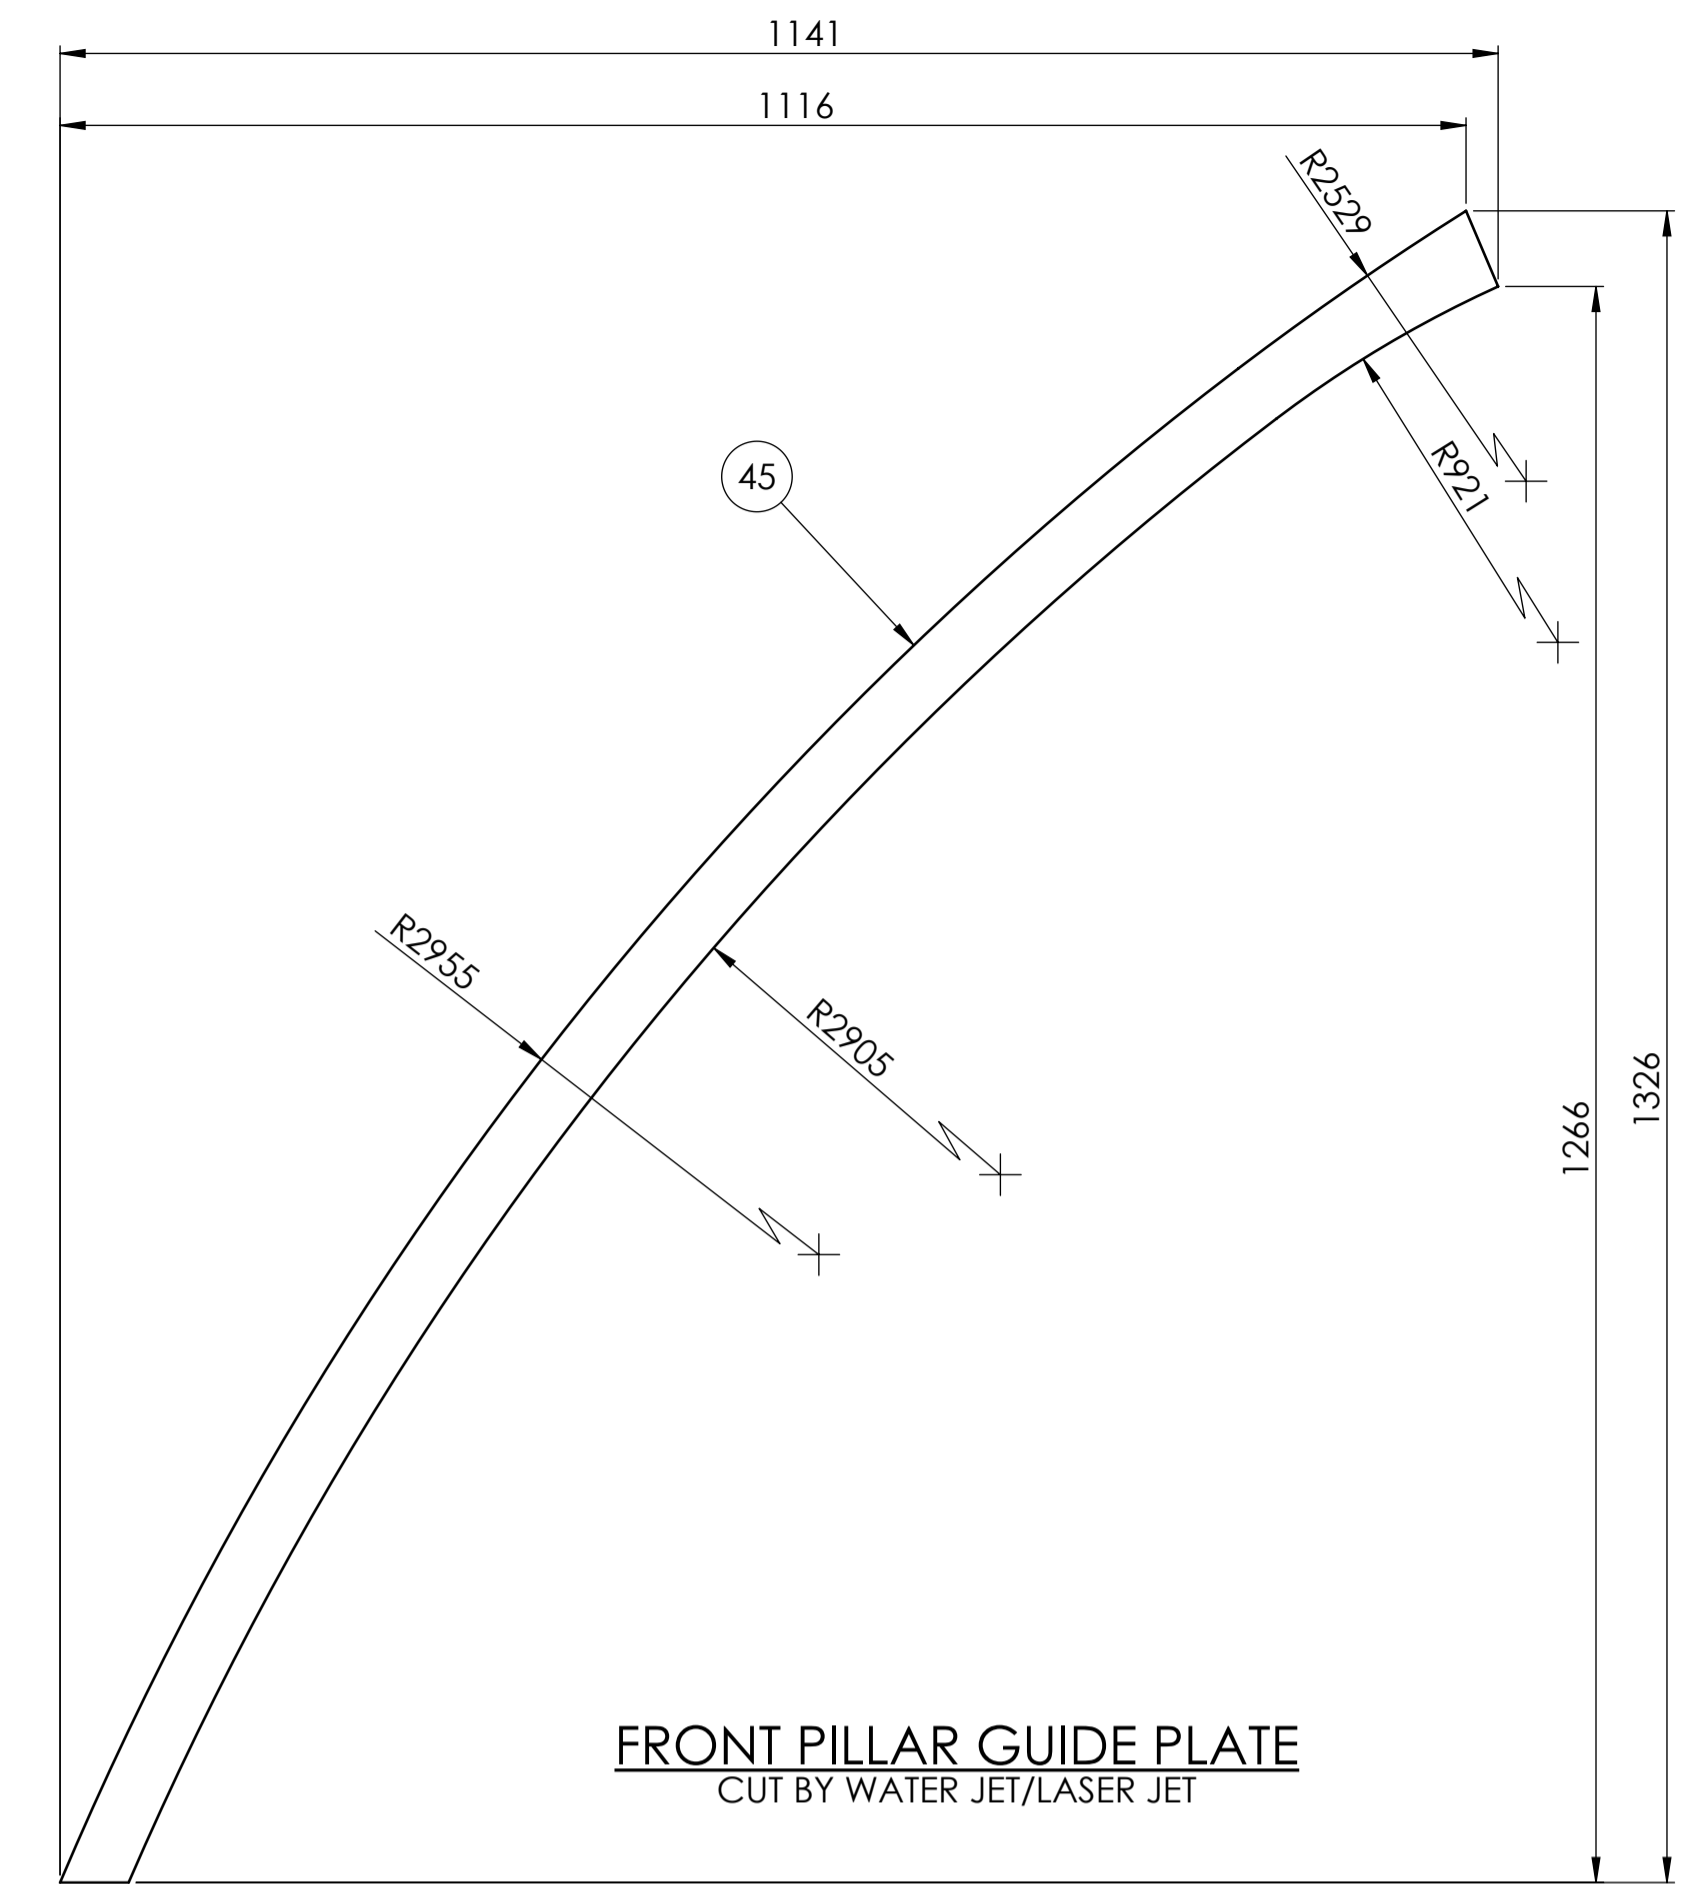 1141
1116
R2529
45
R921
R2955
R2905
1266
1326
FRONT PILLAR GUIDE PLATE
CUT BY WATER JET/LASER JET